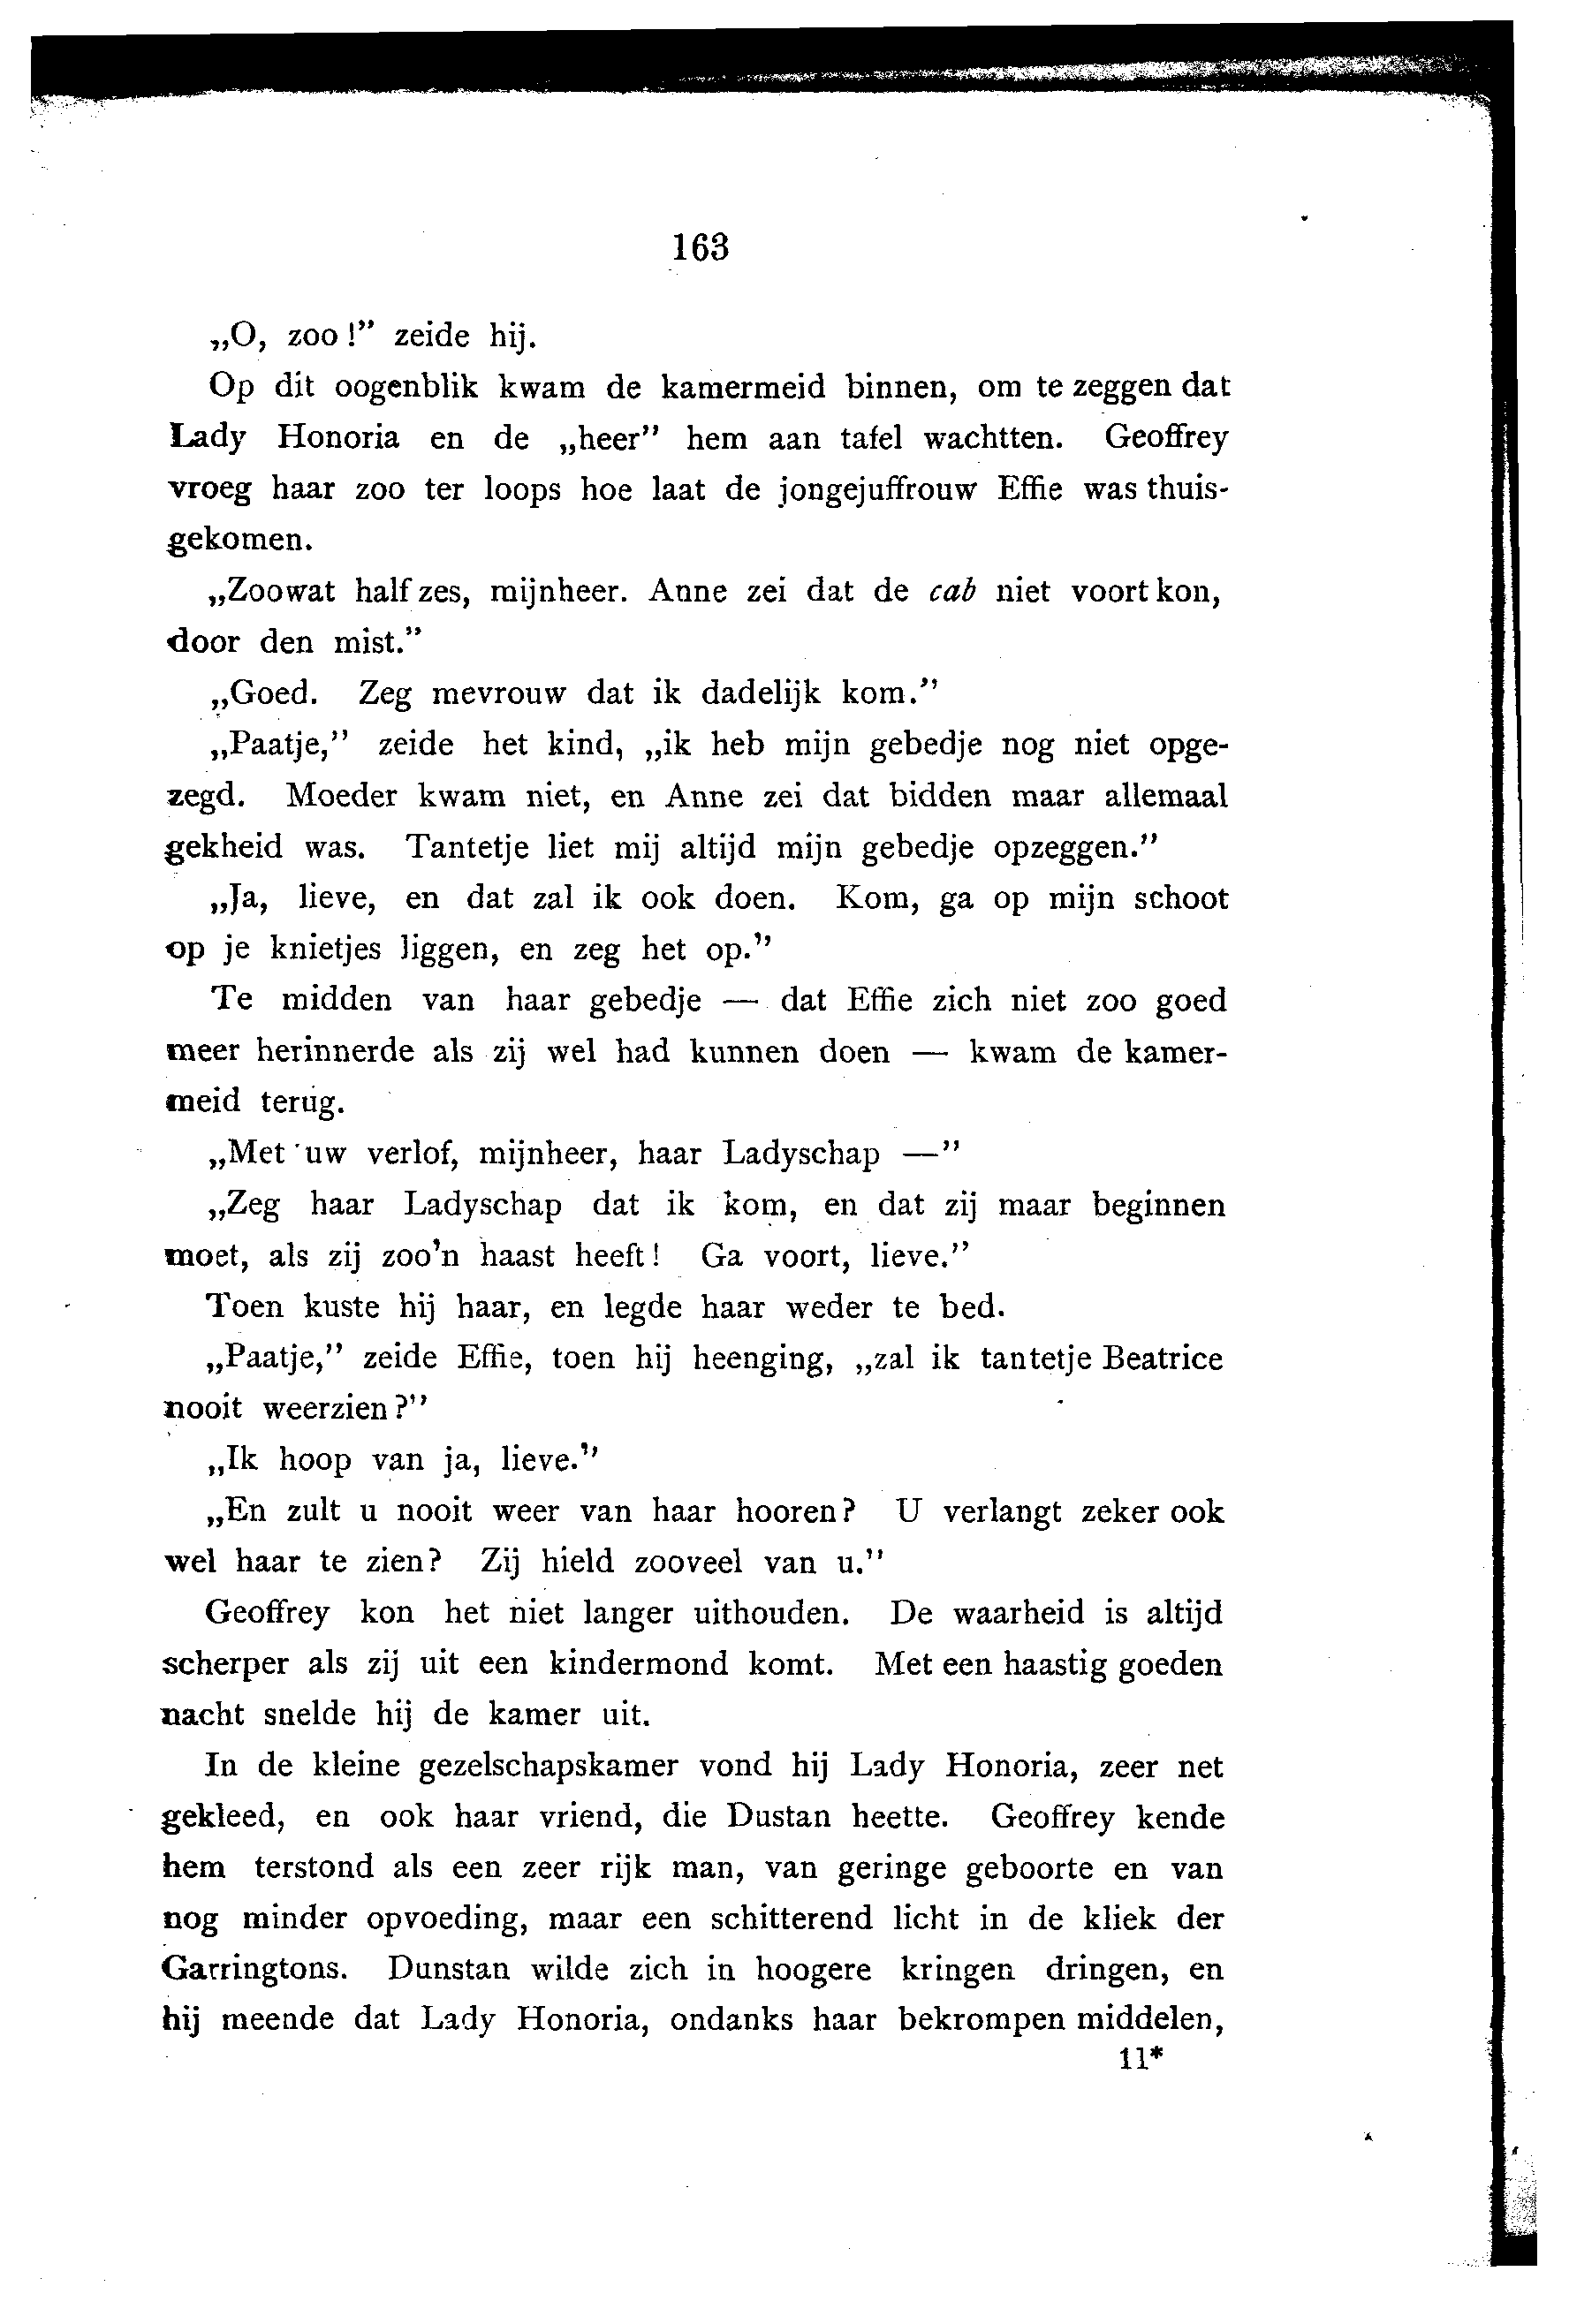 163
„O, zoo!” zeide hij.
Op dit oogenblik kwam de kamermeid binnen, om te zeggen dat
Lady Honoria en de „heer” hem aan tafel wachtten. Geoffrey
vroeg haar zoo ter loops hoe laat de jongejuffrouw Effie was thuis-
gekomen.
„Zoowat half zes, mijnheer. Anne zei dat de cab niet voort kon,
door den mist.”
„Goed. Zeg mevrouw dat ik dadelijk kom.”
„Paatje,” zeide het kind, „ik heb mijn gebedje nog niet opge-
zegd. Moeder kwam niet, en Anne zei dat bidden maar allemaal
gekheid was. Tantetje liet mij altijd mijn gebedje opzeggen.”
„Ja, lieve, en dat zal ik ook doen. Kom, ga op mijn schoot
op je knietjes liggen, en zeg het op.”
Te midden van haar gebedje — dat Effie zich niet zoo goed
meer herinnerde als zij wel had kunnen doen — kwam de kamer-
meid terug.
„Met uw verlof, mijnheer, haar Ladyschap —”
„Zeg haar Ladyschap dat ik kom, en dat zij maar beginnen
moet, als zij zoo'n haast heeft! Ga voort, lieve.”
Toen kuste hij haar, en legde haar weder te bed.
„Paatje,” zeide Effie, toen hij heenging, „zal ik tantetje Beatrice
nooit weerzien?”
„Ik hoop van ja, lieve.”
„En zult u nooit weer van haar hooren? U verlangt zeker ook
wel haar te zien? Zij hield zooveel van u.”
Geoffrey kon het niet langer uithouden. De waarheid is altijd
scherper als zij uit een kindermond komt. Met een haastig goeden
nacht snelde hij de kamer uit.
In de kleine gezelschapskamer vond hij Lady Honoria, zeer net
gekleed, en ook haar vriend, die Dustan heette. Geoffrey kende
hem terstond als een zeer rijk man, van geringe geboorte en van
nog minder opvoeding, maar een schitterend licht in de kliek der
Garringtons. Dunstan wilde zich in hoogere kringen dringen, en
hij meende dat Lady Honoria, ondanks haar bekrompen middelen,
11*